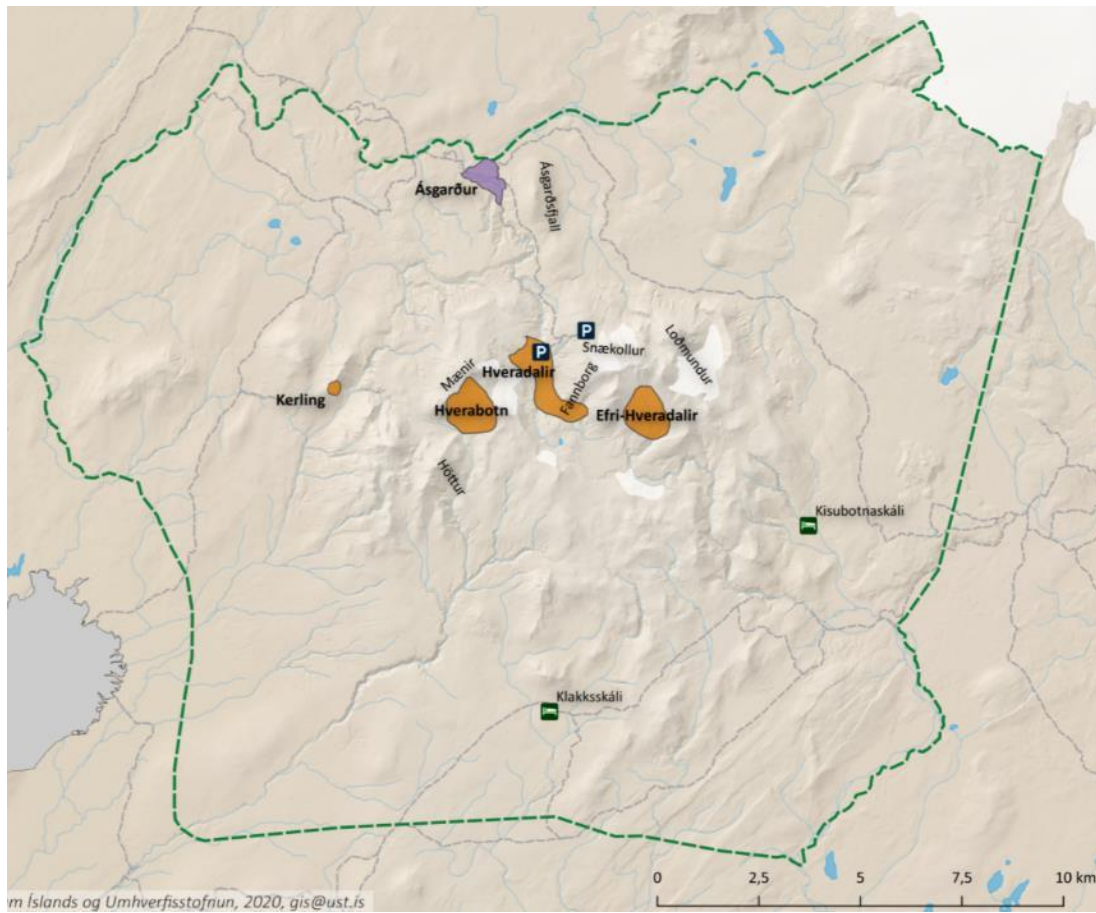 Ásgarður
Ásgarðsfjall
P
P
Snækollur
Loðmundur
Mænir
Hveradalir
Fannborg
Kerling
Hverabotn
Efri-Hveradalir
Höttur
Kisubotnaskáli
Klakksskáli
0 2,5 5 7,5 10 km
m Íslands og Umhverfisstofnun, 2020, gis@ust.is